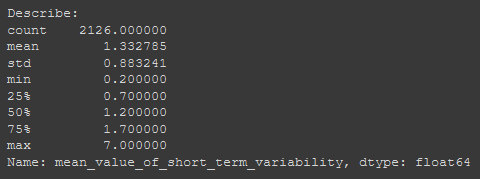 Describe:
count    2126.000000
mean        1.332785
std         0.883241
min         0.200000
25%         0.700000
50%         1.200000
75%         1.700000
max         7.000000
Name: mean_value_of_short_term_variability, dtype: float64